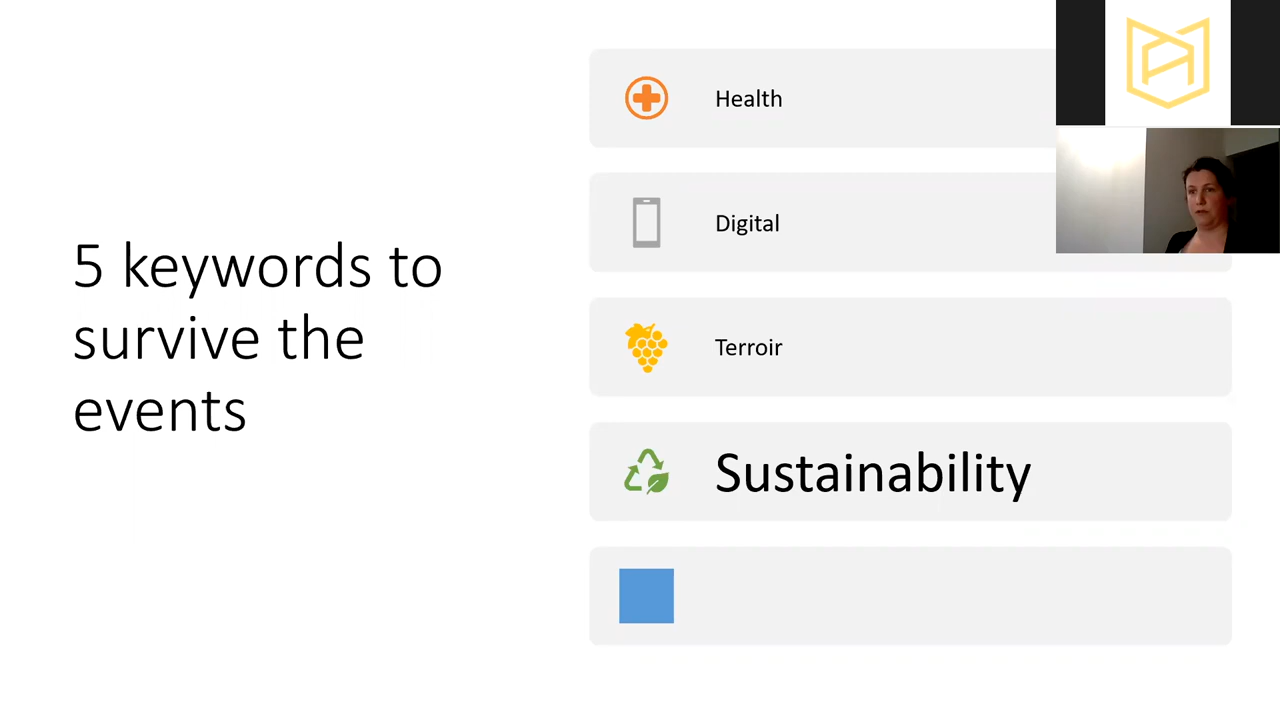 5 keywords to
survive the
events
Health
Digital
Terroir
Sustainability